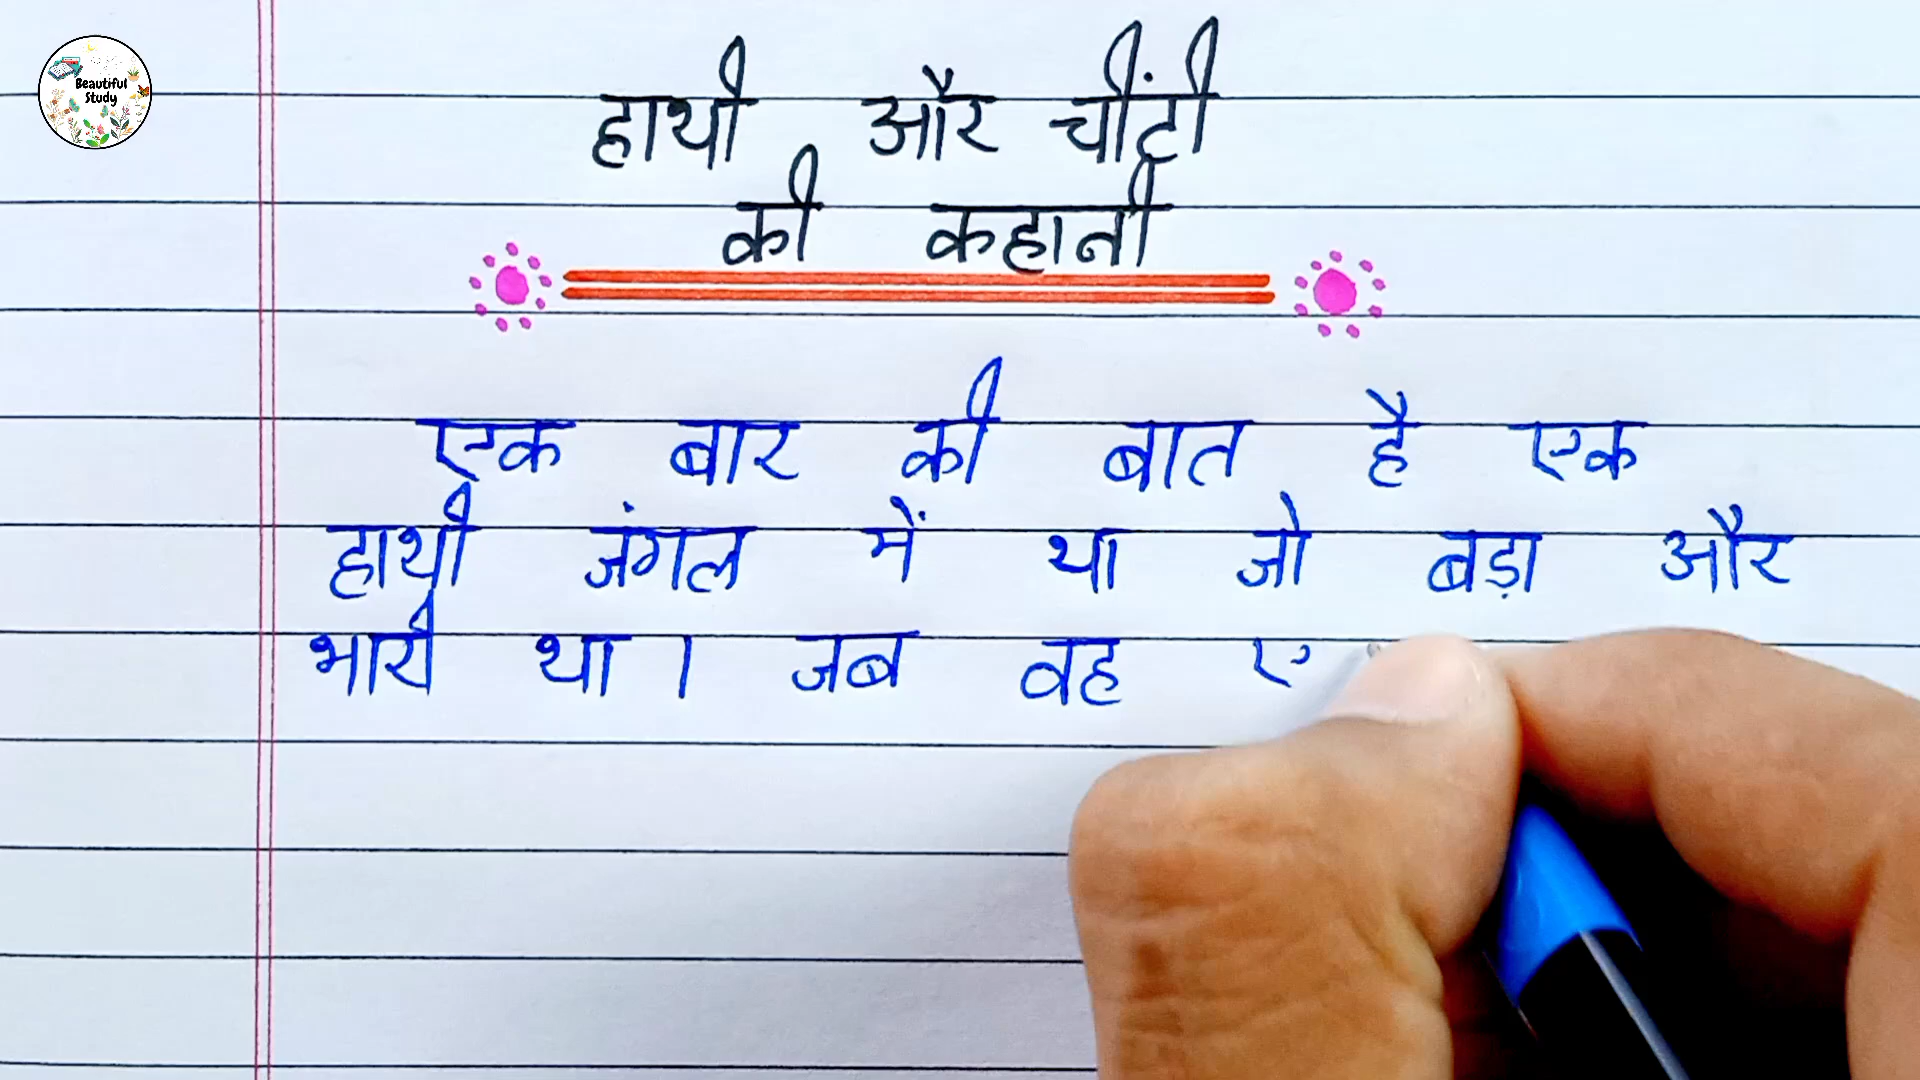 Beautiful
Study
हाथी और चींटी
की कहानी
एक बार की बात है एक
हाथी जंगल में था जो बड़ा और
भारी था । जब वह ए